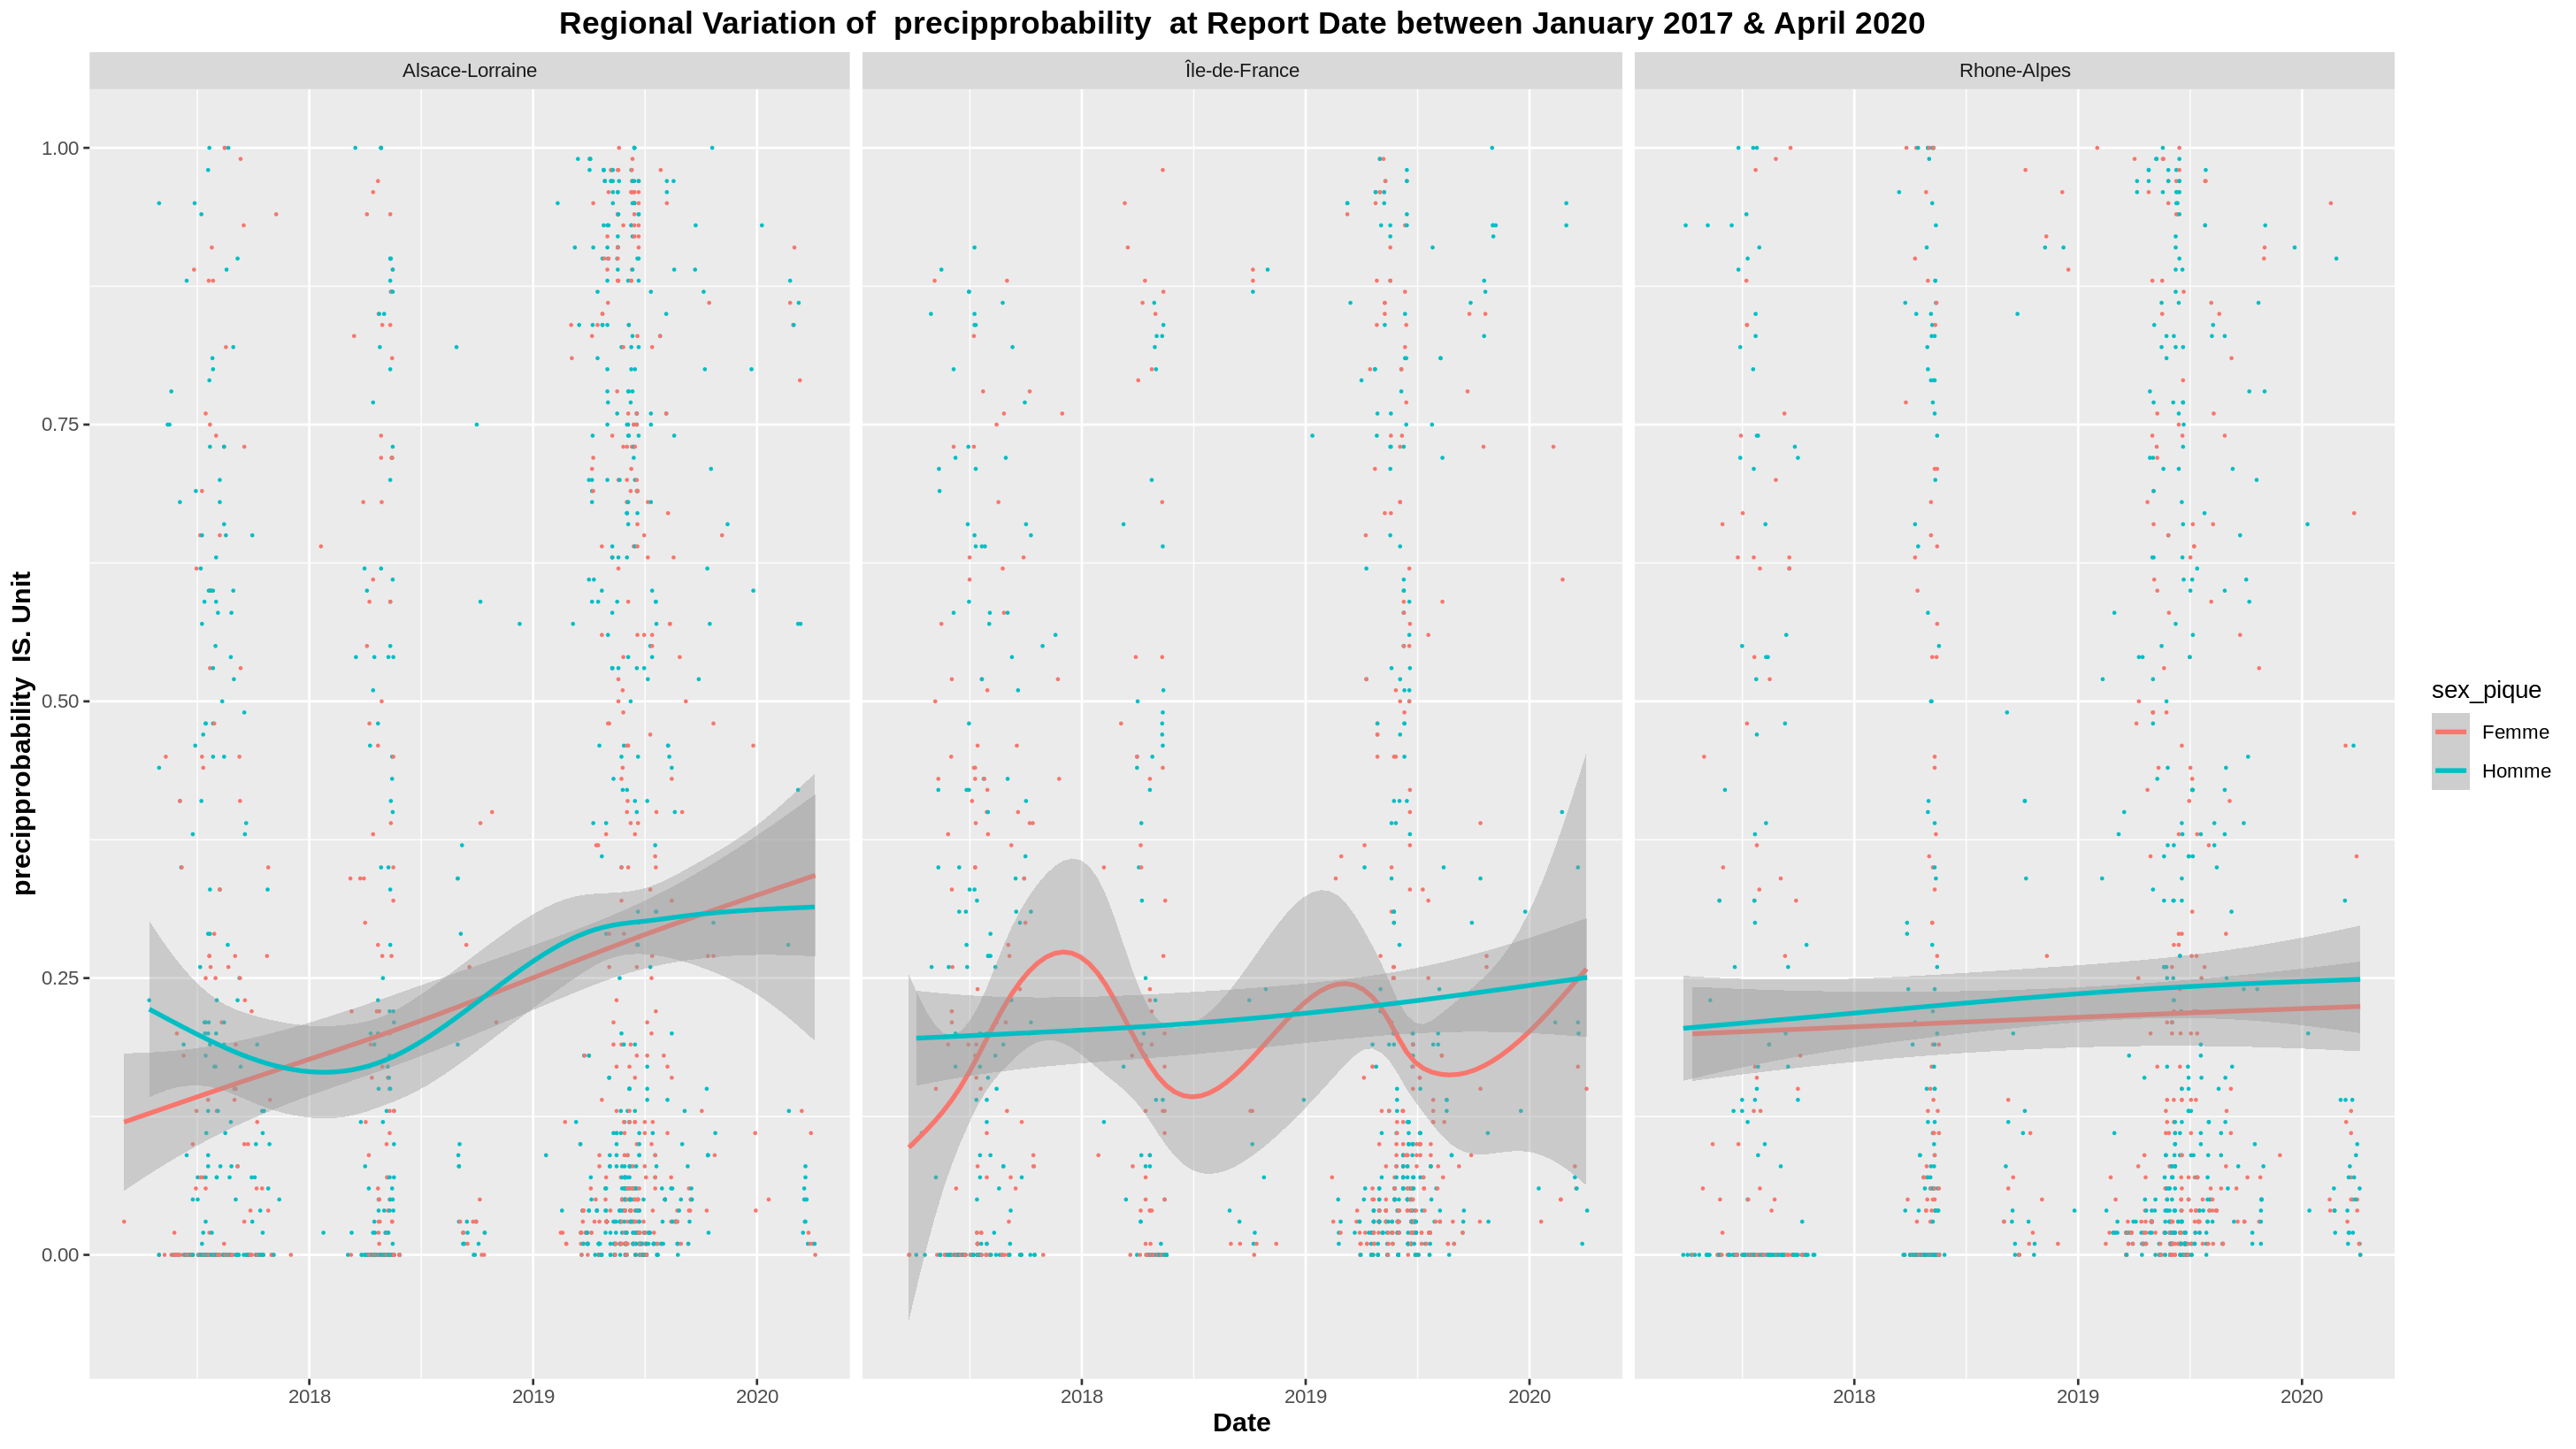 Regional Variation of  precipprobability  at Report Date between January 2017 & April 2020
Alsace-Lorraine
Île-de-France
Rhone-Alpes
precipprobability  IS. Unit
1.00
0.75
0.50
0.25
0.00
2018
2019
2020
2018
2019
2020
2018
2019
2020
Date
sex_pique
Femme
Homme